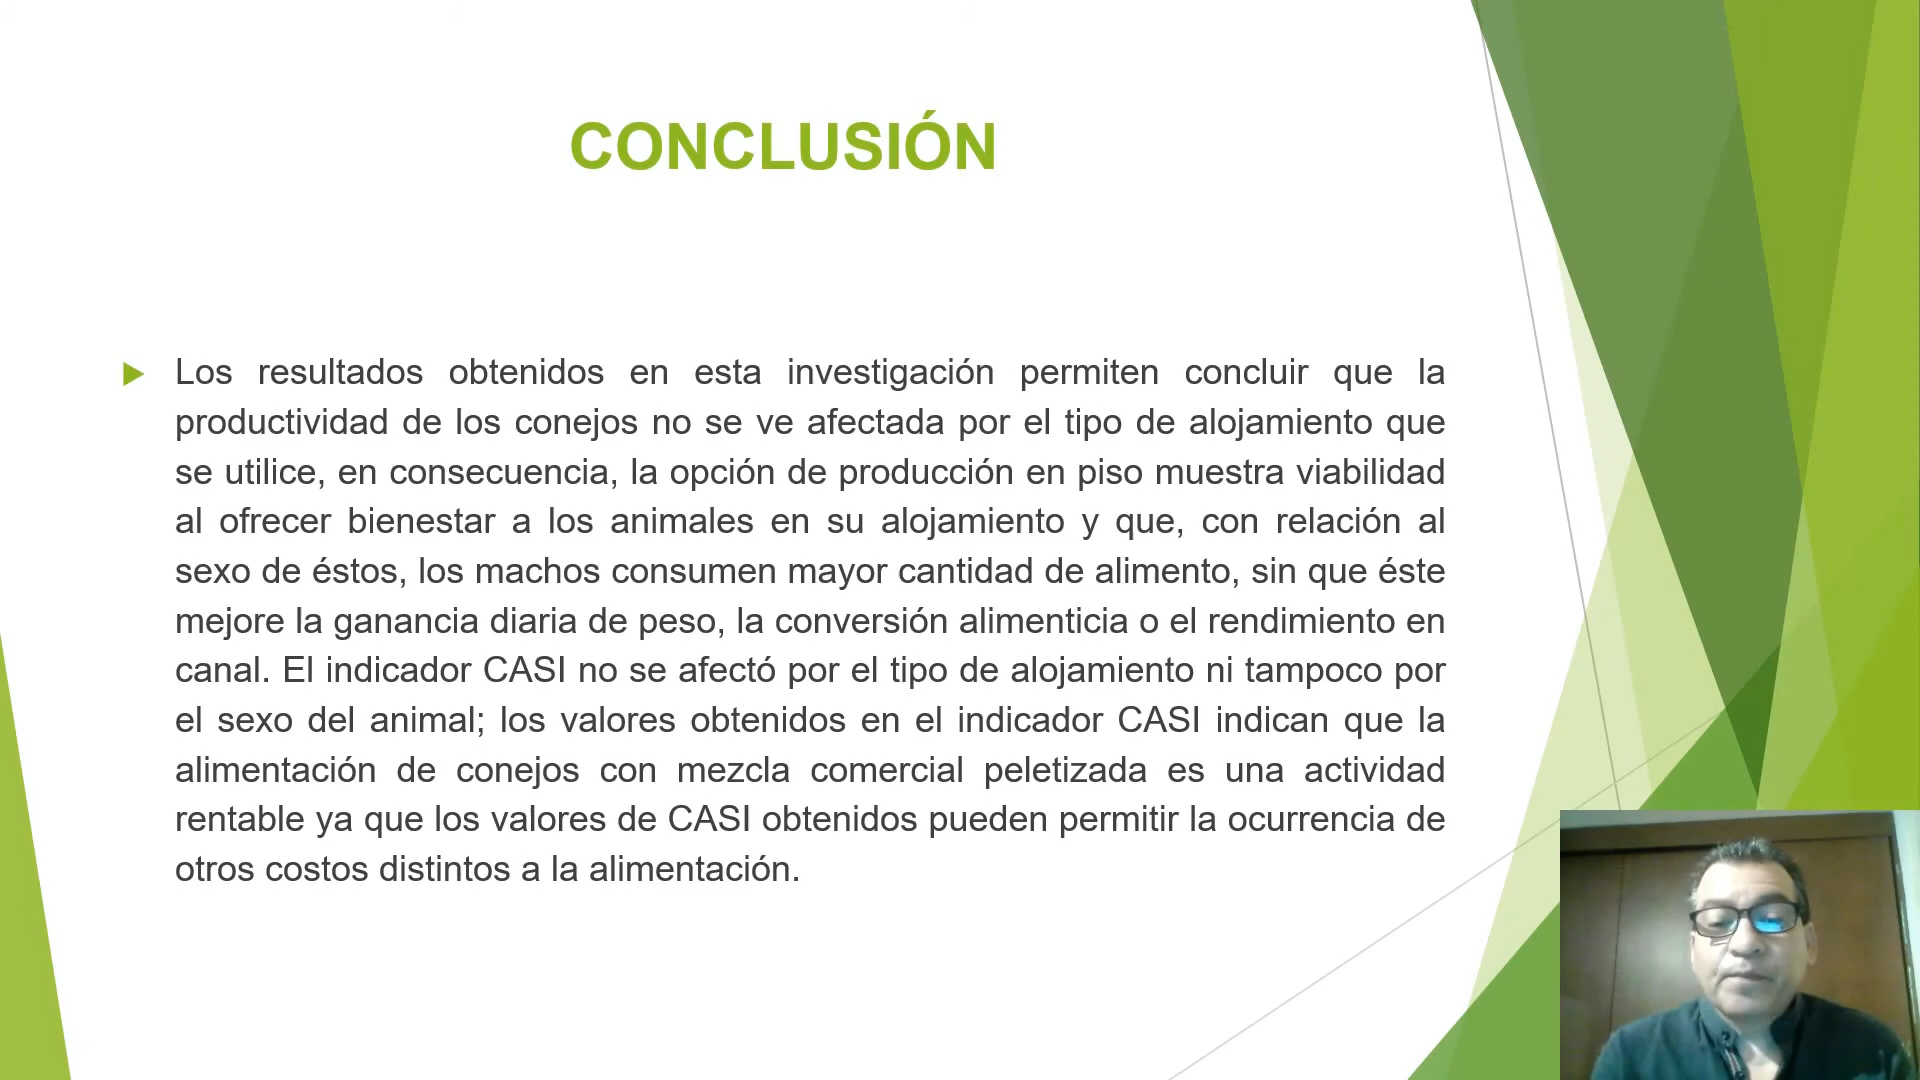 CONCLUSIÓN
Los resultados obtenidos en esta investigación permiten concluir que la
productividad de los conejos no se ve afectada por el tipo de alojamiento que
se utilice, en consecuencia, la opción de producción en piso muestra viabilidad
al ofrecer bienestar a los animales en su alojamiento y que, con relación al
sexo de éstos, los machos consumen mayor cantidad de alimento, sin que éste
mejore la ganancia diaria de peso, la conversión alimenticia o el rendimiento en
canal. El indicador CASI no se afectó por el tipo de alojamiento ni tampoco por
el sexo del animal; los valores obtenidos en el indicador CASI indican que la
alimentación de conejos con mezcla comercial peletizada es una actividad
rentable ya que los valores de CASI obtenidos pueden permitir la ocurrencia de
otros costos distintos a la alimentación.